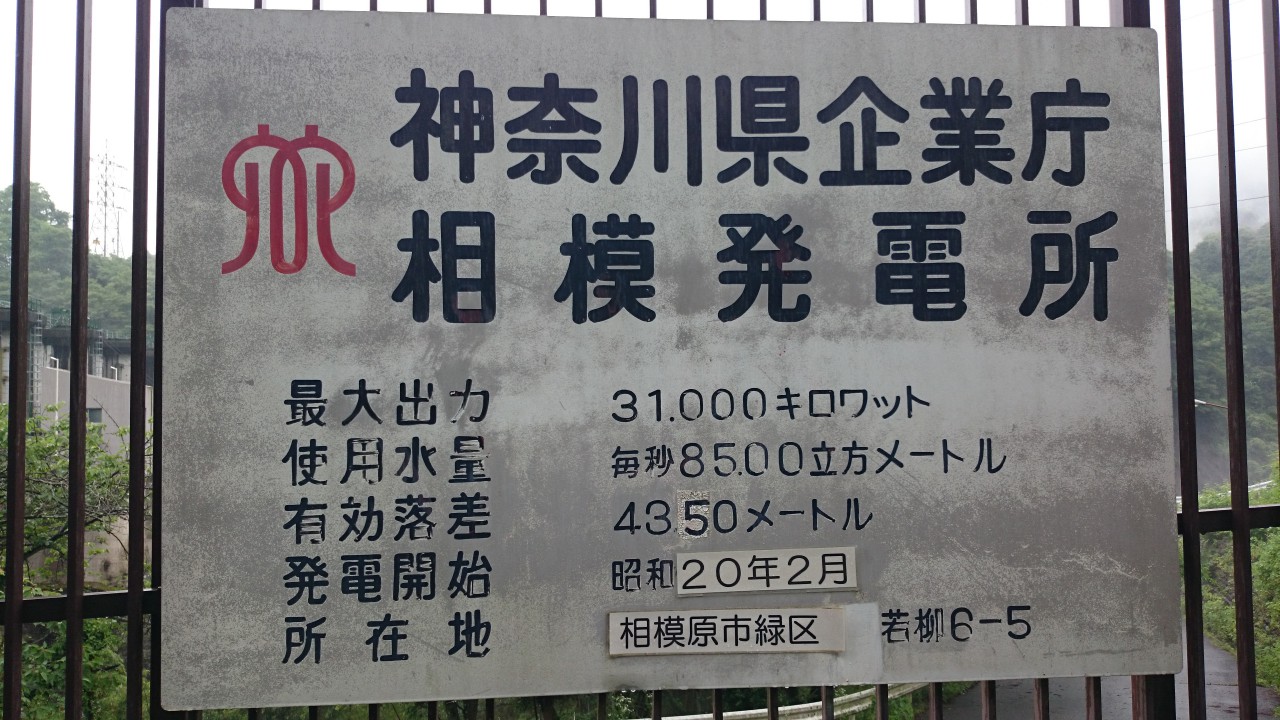 神奈川県企業庁
相模発電所
最大出力 31.000キロワット
使用水量 毎秒85.00立方メートル
有効落差 43.50メートル
発電開始 昭和20年2月
所在地 相模原市緑区 若柳6-5